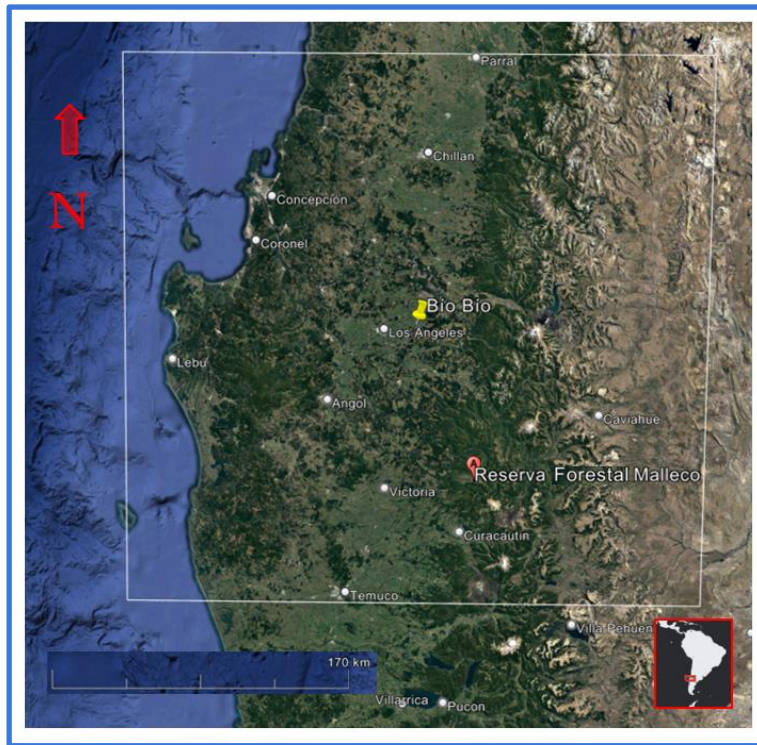 Parral
N
Chillan
Concepción
Coronel
Bio Bio
Los Angeles
Lebu
Angol
Caviahue
A
Reserva Forestal Malleco
Victoria
Curacautin
Temuco
Villa Pehuen
170 km
Villarrica
Pucon